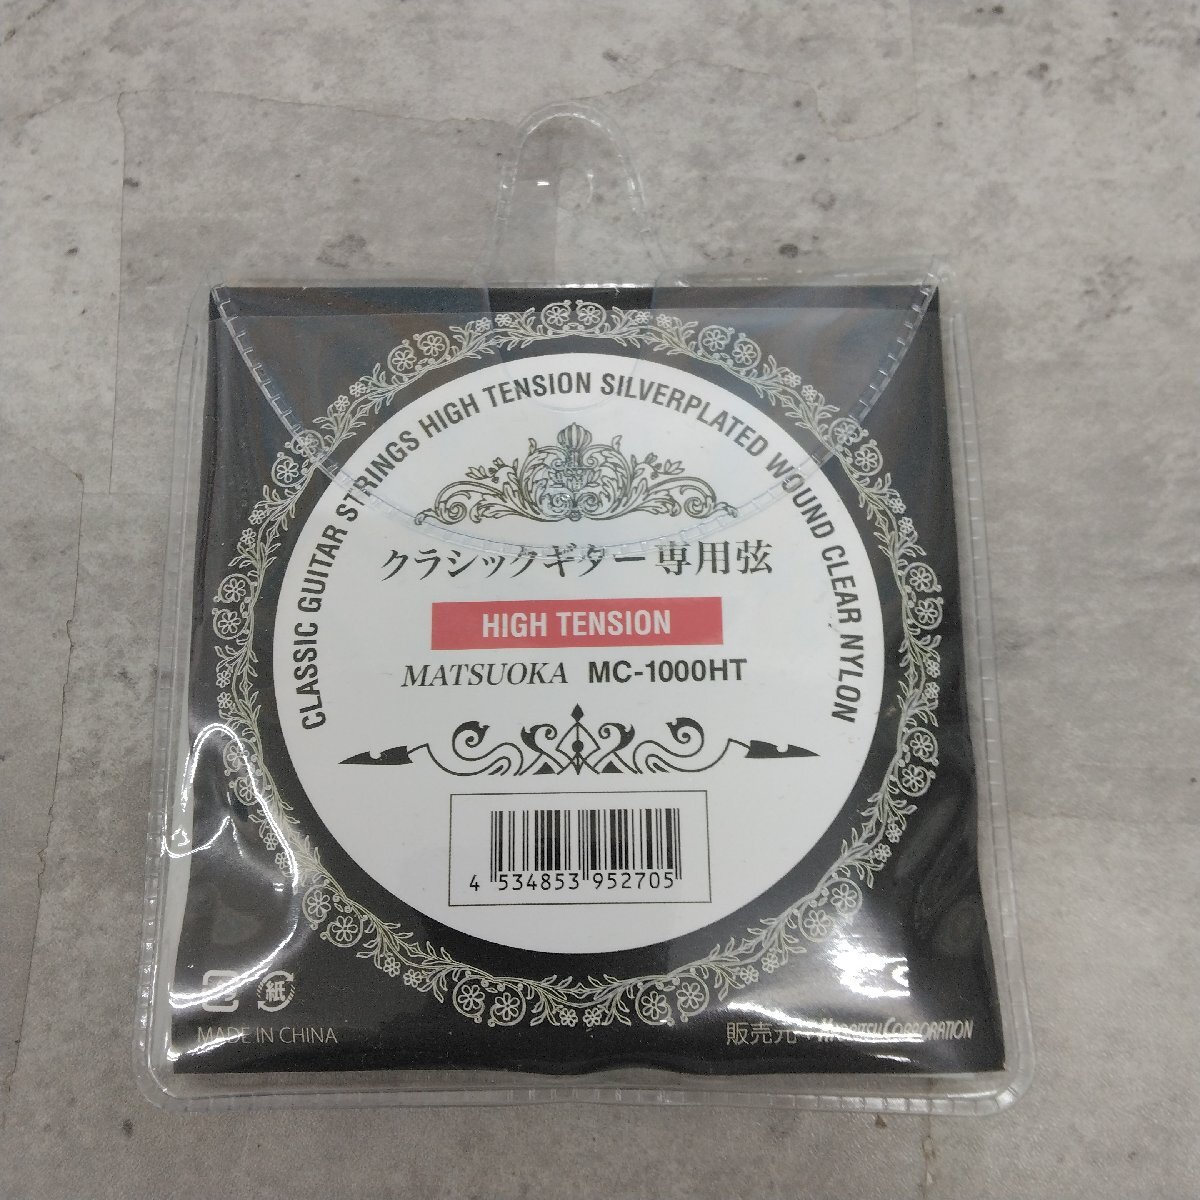 CLASSIC GUITAR STRINGS HIGH TENSION SILVERPLATED WOUND CLEAR NYLON
クラシックギター専用弦
HIGH TENSION
MATSUOKA MC-1000HT
4 534853 952705
紙
MADE IN CHINA
販売元 CORPORATION